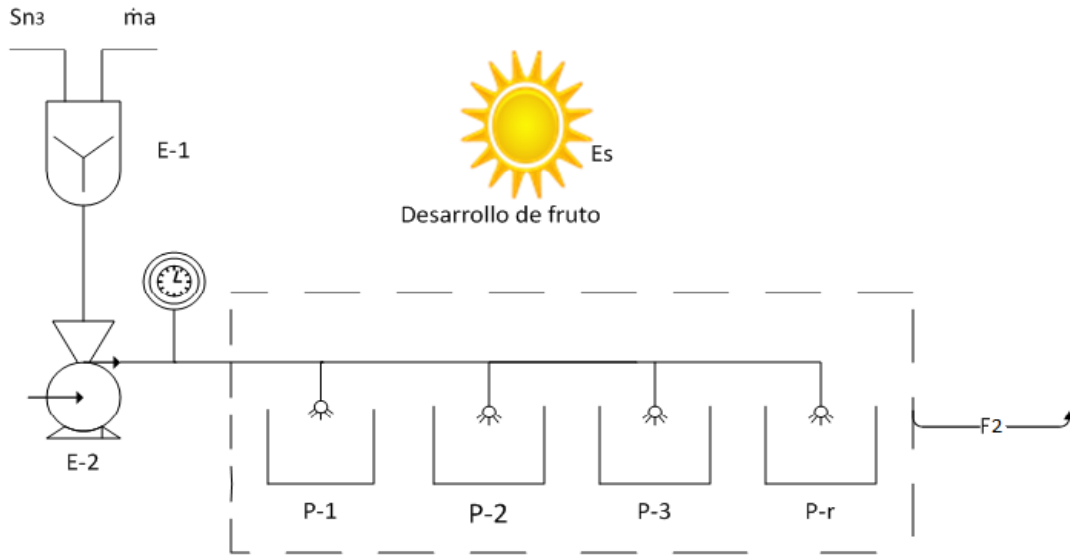 Sn3 ṁa
E-1
Es
Desarrollo de fruto
F2
E-2
P-1 P-2 P-3 P-r